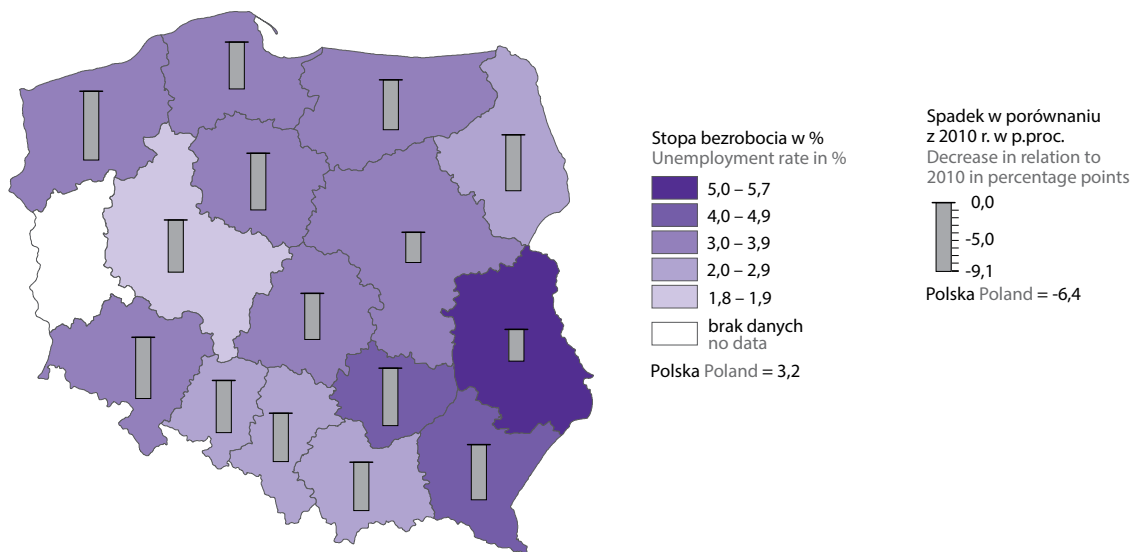 Stopa bezrobocia w %
Unemployment rate in %
5,0 – 5,7
4,0 – 4,9
3,0 – 3,9
2,0 – 2,9
1,8 – 1,9
brak danych
no data
Polska Poland = 3,2
Spadek w porównaniu
z 2010 r. w p.proc.
Decrease in relation to
2010 in percentage points
0,0
-5,0
-9,1
Polska Poland = -6,4